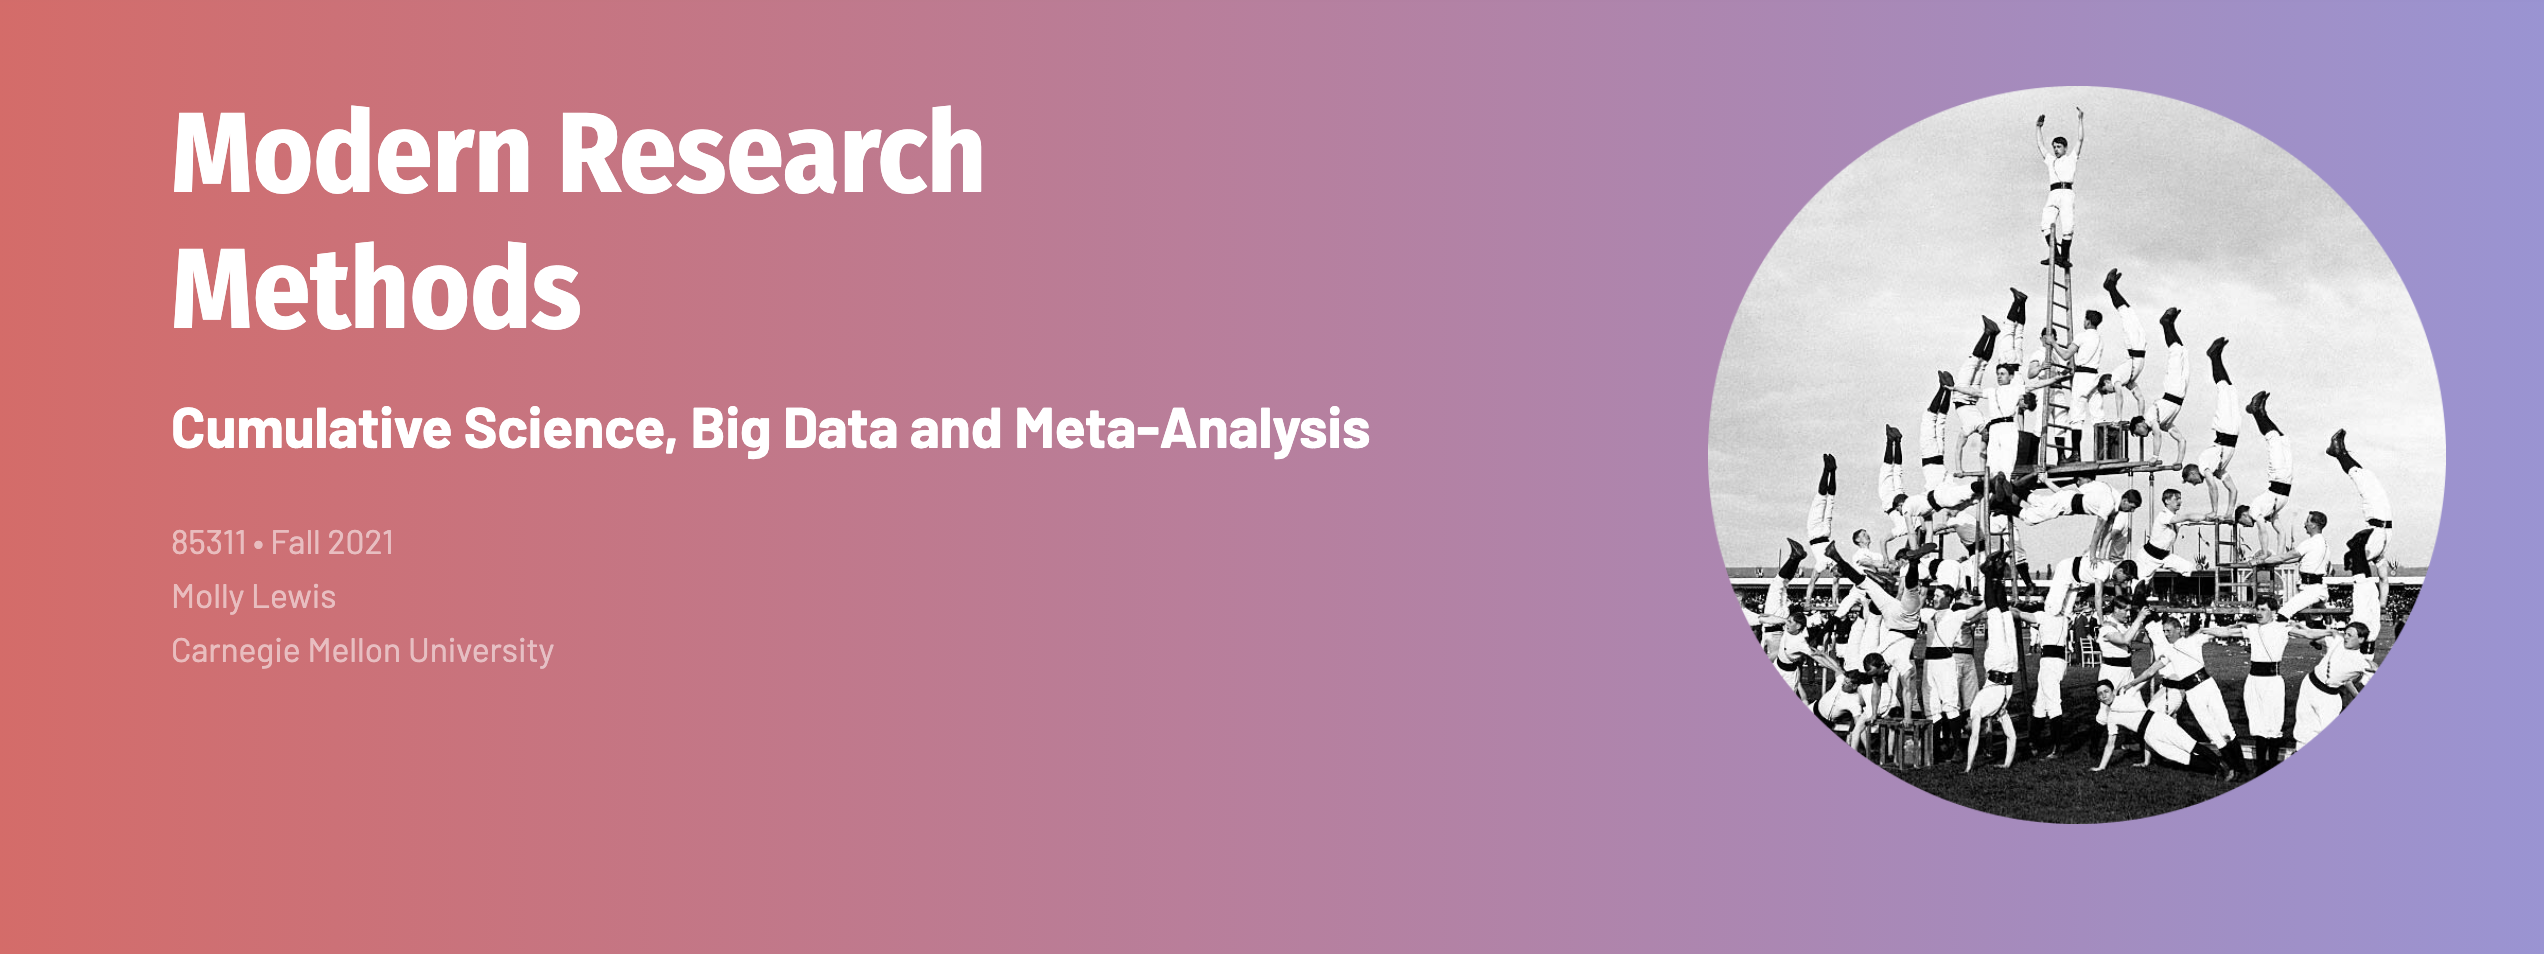 Modern Research
Methods
Cumulative Science, Big Data and Meta-Analysis
85311 • Fall 2021
Molly Lewis
Carnegie Mellon University